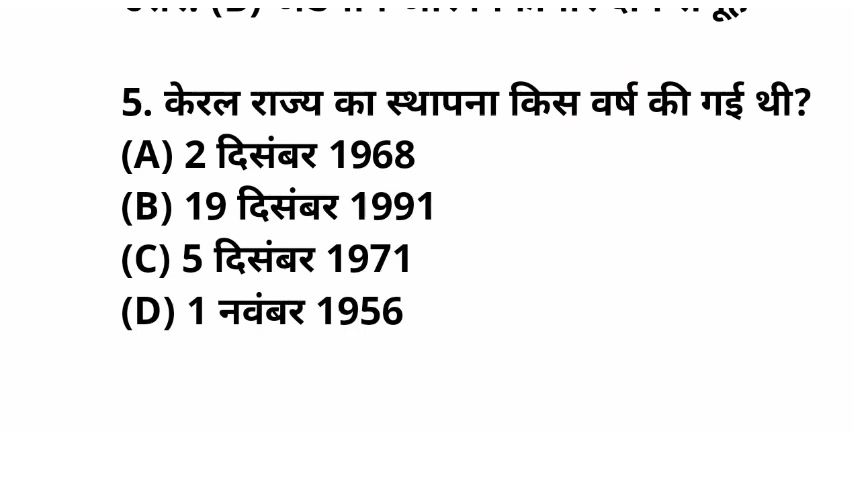 5. केरल राज्य का स्थापना किस वर्ष की गई थी?
(A) 2 दिसंबर 1968
(B) 19 दिसंबर 1991
(C) 5 दिसंबर 1971
(D) 1 नवंबर 1956